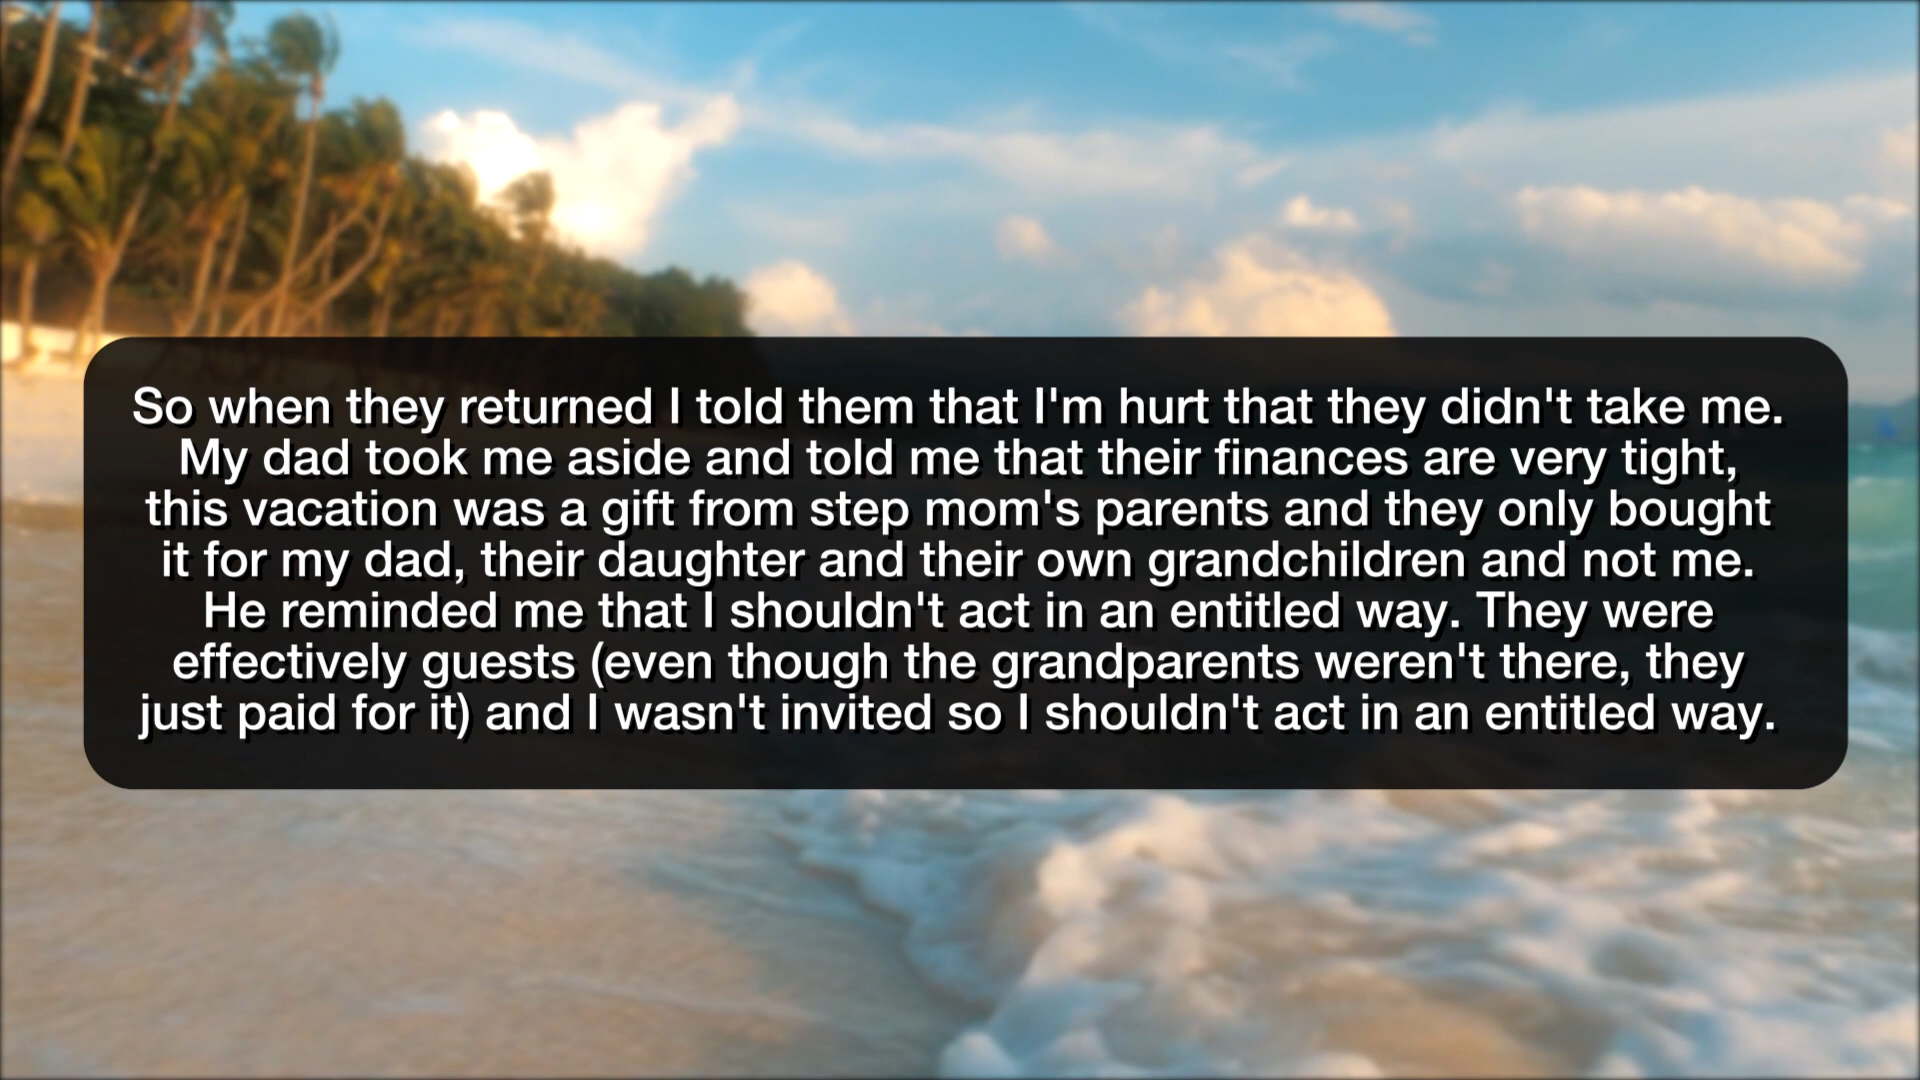 So when they returned I told them that I'm hurt that they didn't take me.
My dad took me aside and told me that their finances are very tight,
this vacation was a gift from step mom's parents and they only bought
it for my dad, their daughter and their own grandchildren and not me.
He reminded me that I shouldn't act in an entitled way. They were
effectively guests (even though the grandparents weren't there, they
just paid for it) and I wasn't invited so I shouldn't act in an entitled way.